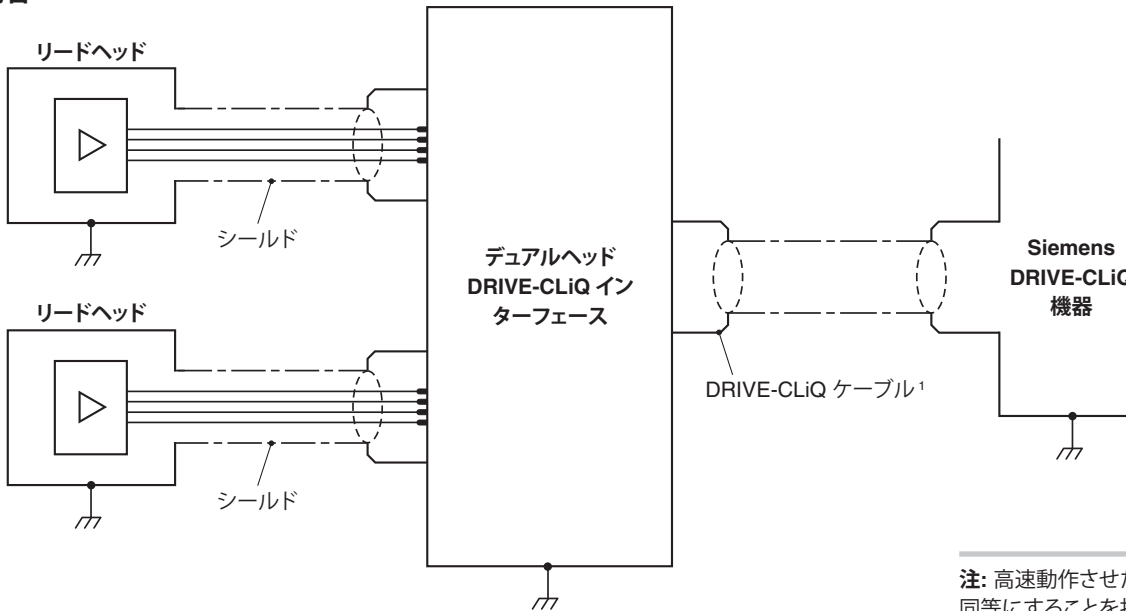 リードヘッド
シールド
デュアルヘッド
DRIVE-CLiQ イン
ターフェース
Siemens
DRIVE-CLiQ
機器
リードヘッド
DRIVE-CLiQ ケーブル1
シールド
注: 高速動作させ
同等にすることを